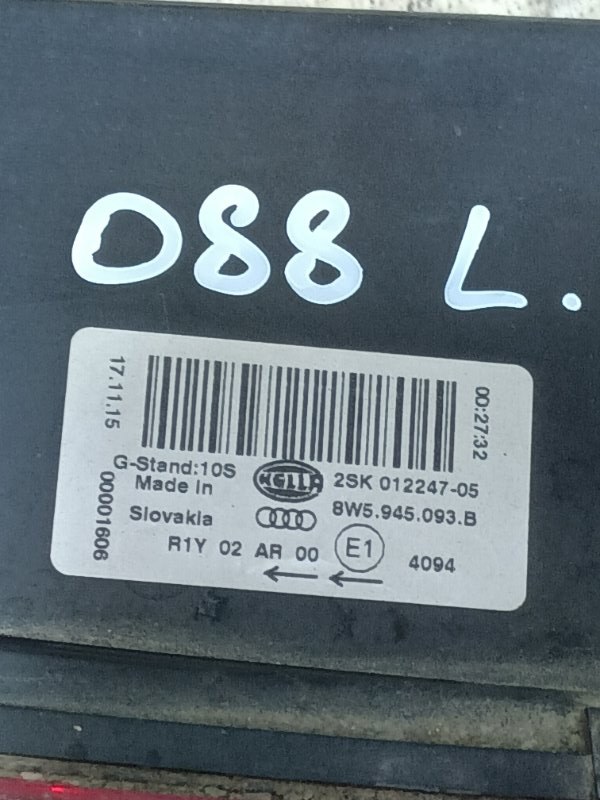 088 L.
17.11.15
00:27:32
G-Stand:10S
HELLA
2SK 012247-05
Made in
8W5.945.093.B
Slovakia
R1Y 02 AR 00
E1
4094
00001606